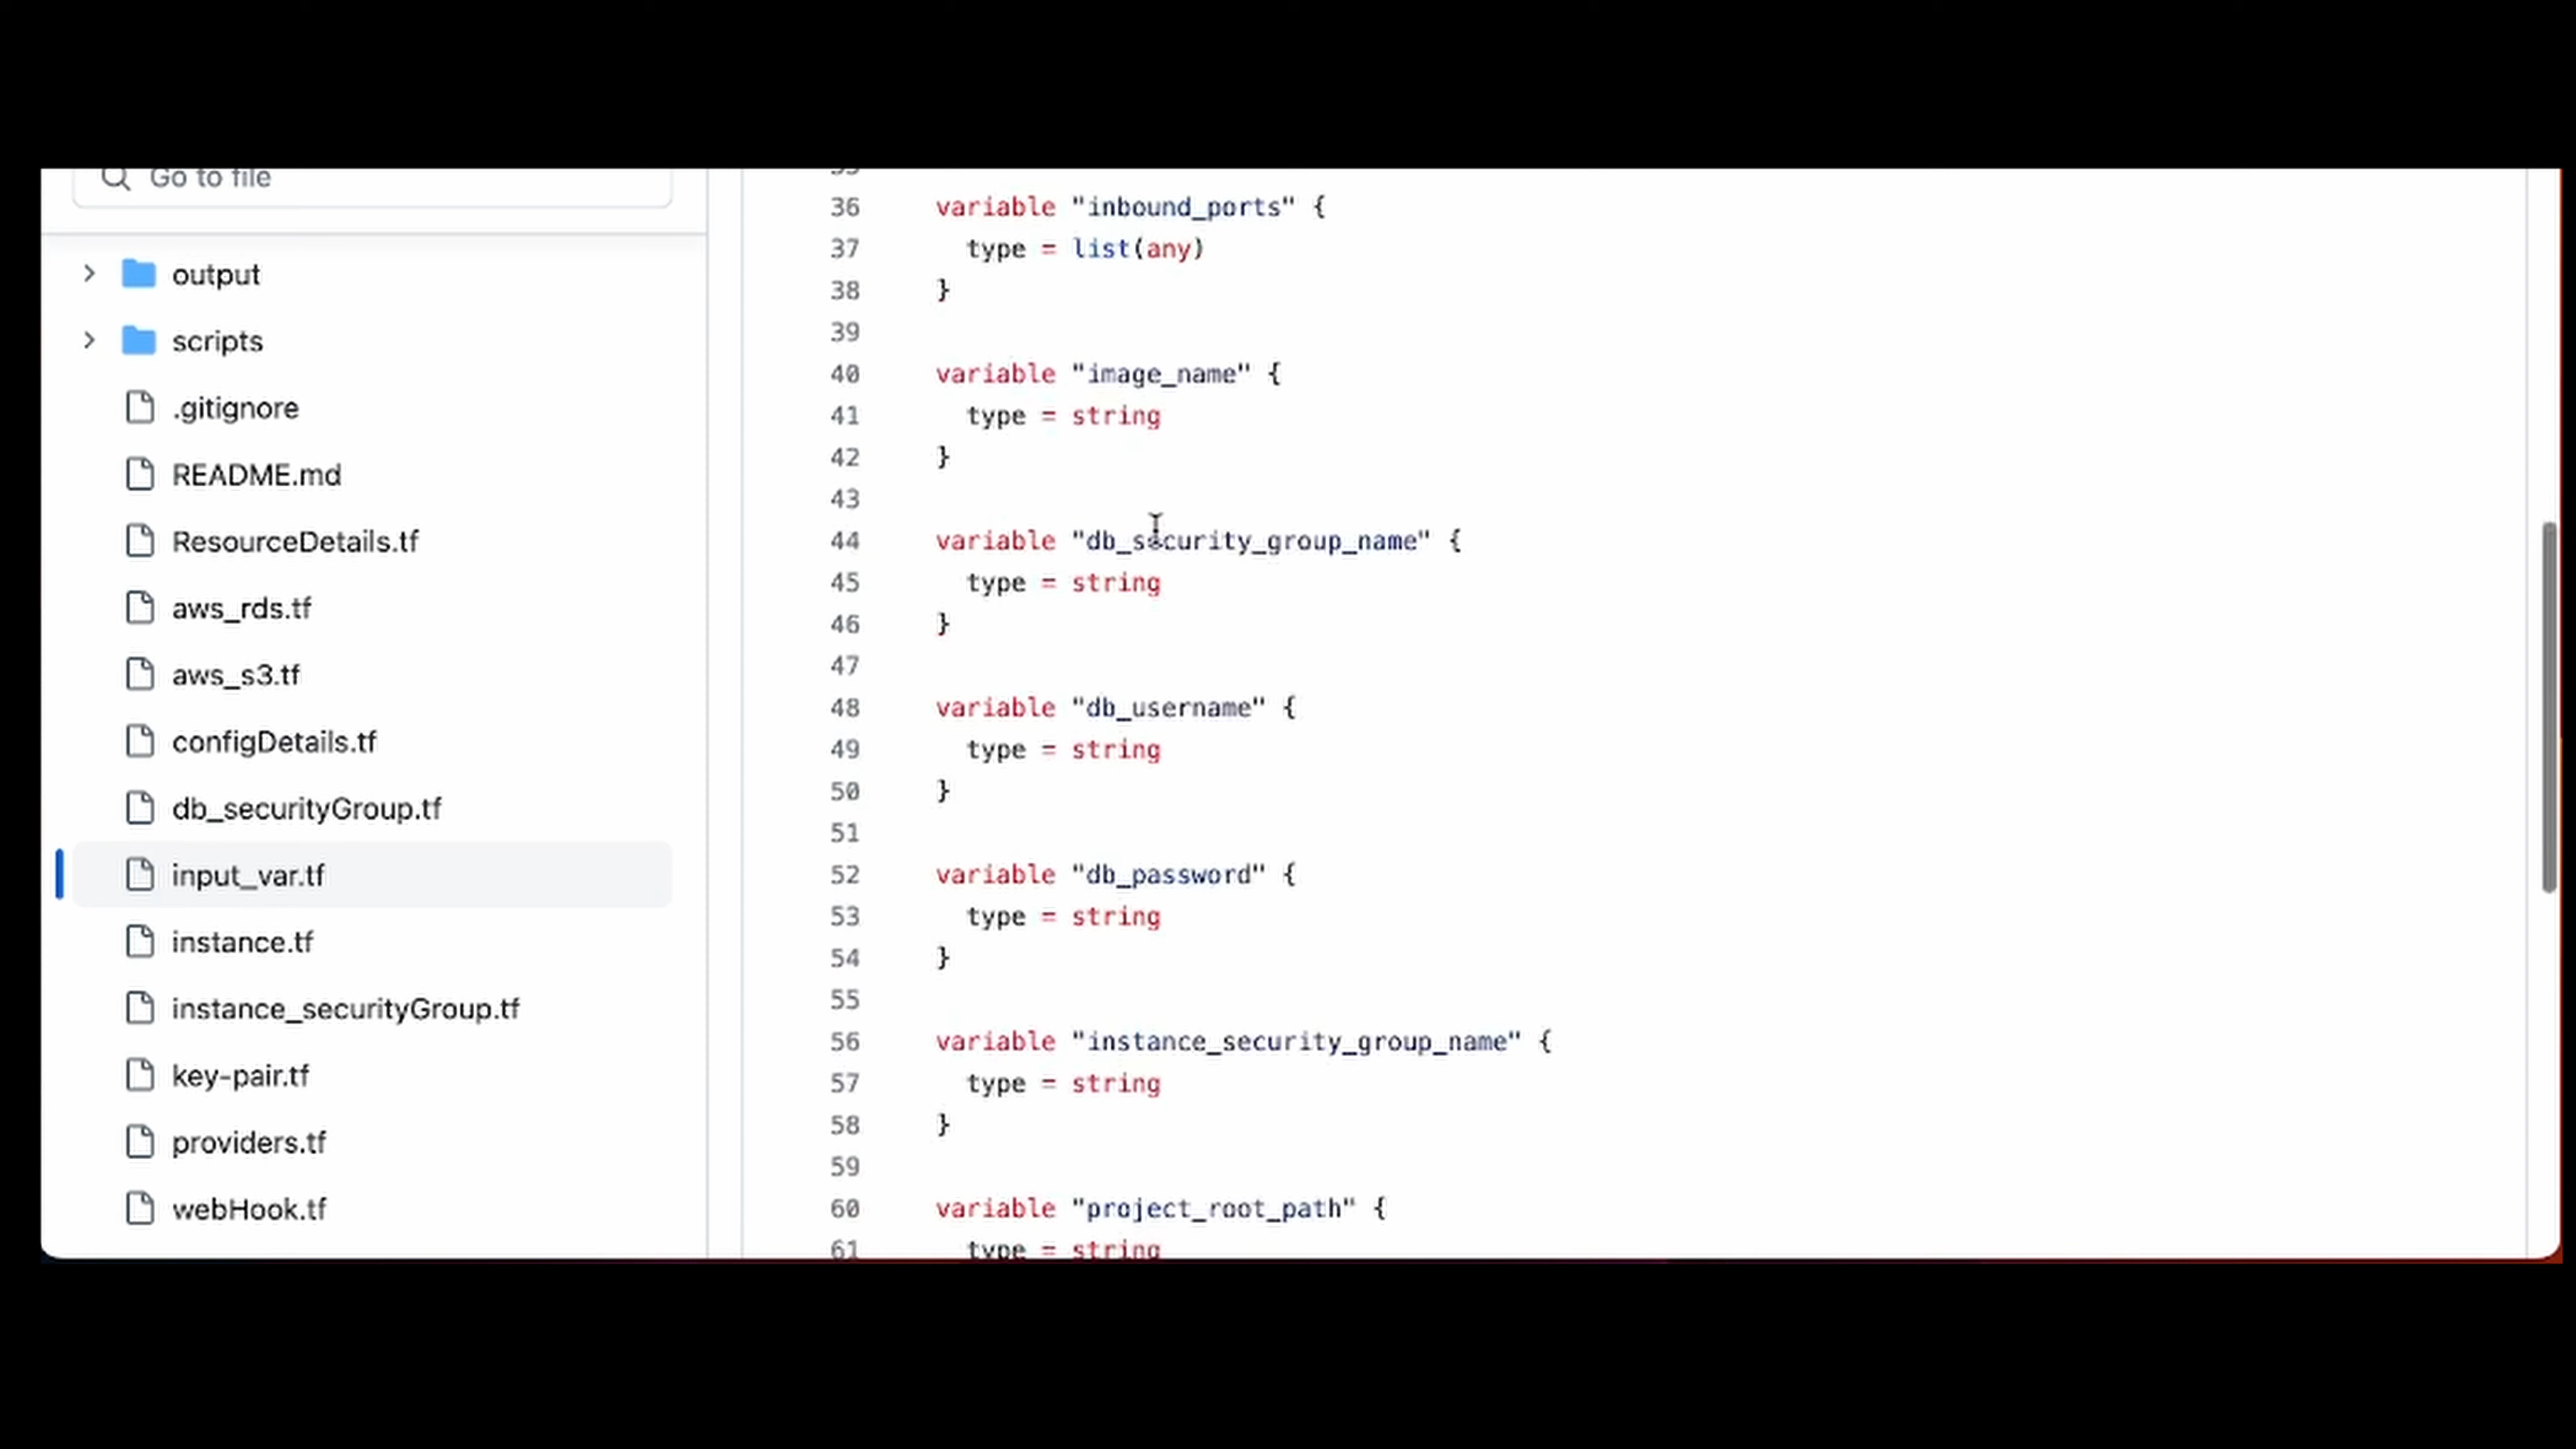 Go to file
output
scripts
.gitignore
README.md
ResourceDetails.tf
aws_rds.tf
aws_s3.tf
configDetails.tf
db_securityGroup.tf
input_var.tf
instance.tf
instance_securityGroup.tf
key-pair.tf
providers.tf
webHook.tf
35
36 variable "inbound_ports" {
37 type = list(any)
38 }
39
40 variable "image_name" {
41 type = string
42 }
43
44 variable "db_security_group_name" {
45 type = string
46 }
47
48 variable "db_username" {
49 type = string
50 }
51
52 variable "db_password" {
53 type = string
54 }
55
56 variable "instance_security_group_name" {
57 type = string
58 }
59
60 variable "project_root_path" {
61 type = string